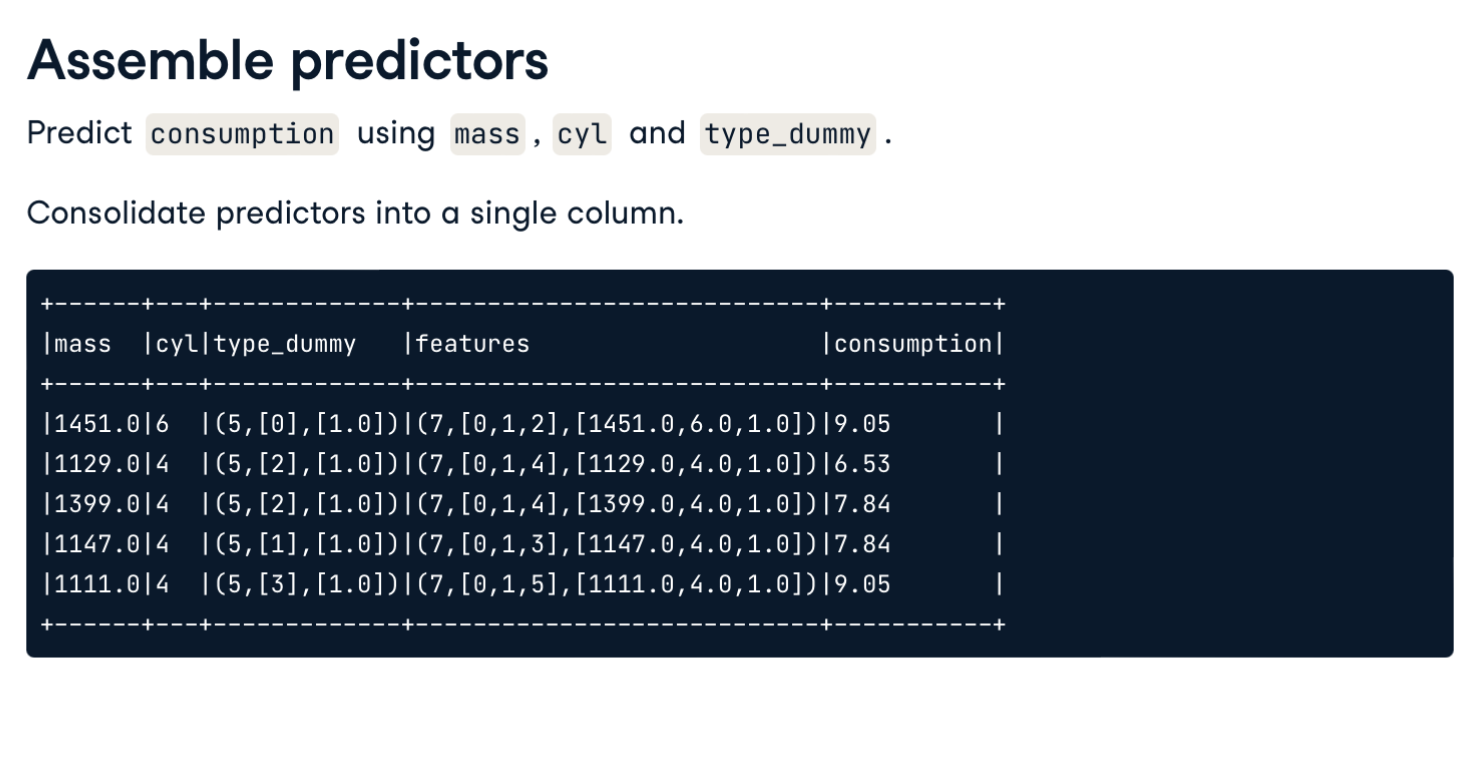 Assemble predictors
Predict consumption using mass , cyl and type_dummy .
Consolidate predictors into a single column.
+------+---+-------------+----------------------------+-----------+
|mass  |cyl|type_dummy   |features                    |consumption|
+------+---+-------------+----------------------------+-----------+
|1451.0|6  |(5,[0],[1.0])|(7,[0,1,2],[1451.0,6.0,1.0])|9.05       |
|1129.0|4  |(5,[2],[1.0])|(7,[0,1,4],[1129.0,4.0,1.0])|6.53       |
|1399.0|4  |(5,[2],[1.0])|(7,[0,1,4],[1399.0,4.0,1.0])|7.84       |
|1147.0|4  |(5,[1],[1.0])|(7,[0,1,3],[1147.0,4.0,1.0])|7.84       |
|1111.0|4  |(5,[3],[1.0])|(7,[0,1,5],[1111.0,4.0,1.0])|9.05       |
+------+---+-------------+----------------------------+-----------+